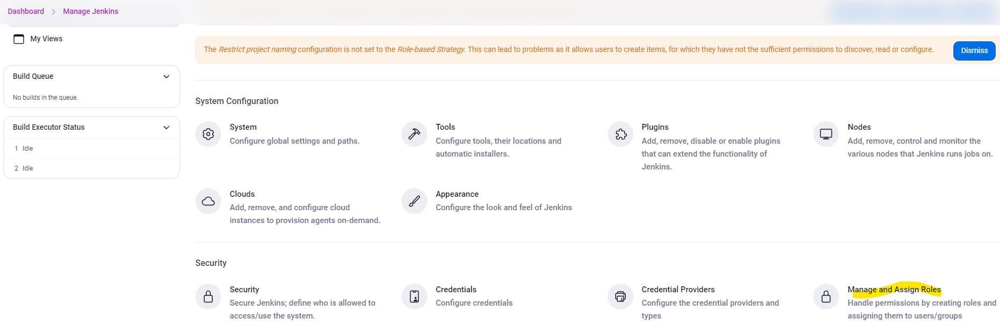 Dashboard > Manage Jenkins
My Views
The Restrict project naming configuration is not set to the Role-based Strategy. This can lead to problems as it allows users to create items, for which they have not the sufficient permissions to discover, read or configure.
Dismiss
Build Queue
No builds in the queue.
Build Executor Status
1 Idle
2 Idle
System Configuration
System
Configure global settings and paths.
Tools
Configure tools, their locations and
automatic installers.
Plugins
Add, remove, disable or enable plugins
that can extend the functionality of
Jenkins.
Nodes
Add, remove, control and monitor the
various nodes that Jenkins runs jobs on.
Clouds
Add, remove, and configure cloud
instances to provision agents on-demand.
Appearance
Configure the look and feel of Jenkins
Security
Security
Secure Jenkins; define who is allowed to
access/use the system.
Credentials
Configure credentials
Credential Providers
Configure the credential providers and
types
Manage and Assign Roles
Handle permissions by creating roles and
assigning them to users/groups